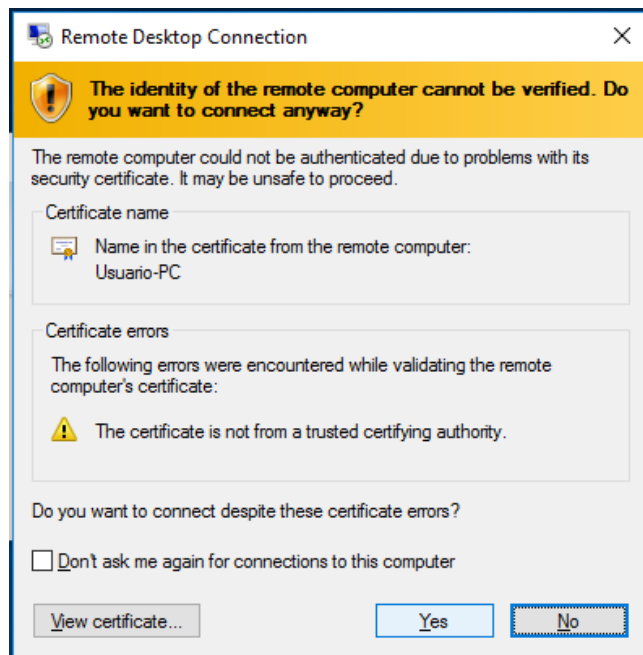 Remote Desktop Connection
The identity of the remote computer cannot be verified. Do
you want to connect anyway?
The remote computer could not be authenticated due to problems with its
security certificate. It may be unsafe to proceed.
Certificate name
Name in the certificate from the remote computer:
Usuario-PC
Certificate errors
The following errors were encountered while validating the remote
computer's certificate:
The certificate is not from a trusted certifying authority.
Do you want to connect despite these certificate errors?
Don't ask me again for connections to this computer
View certificate... Yes No